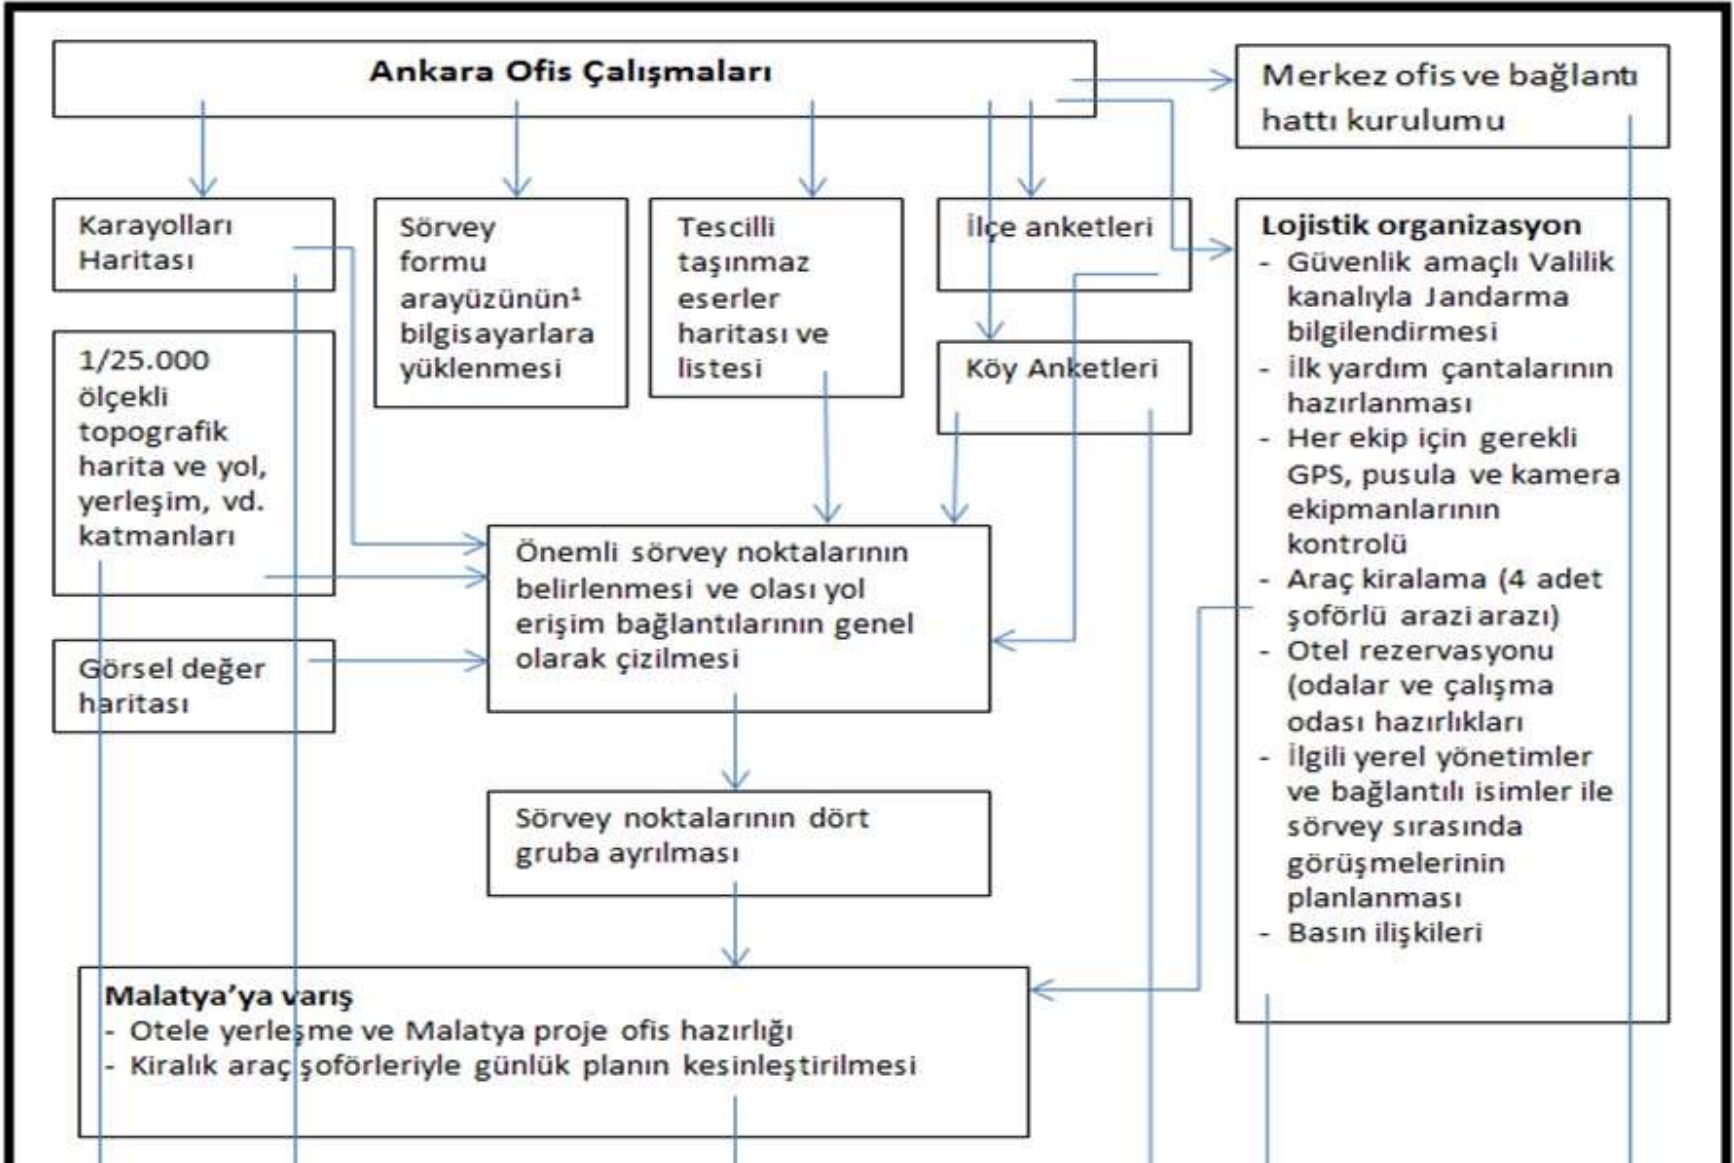 Ankara Ofis Çalışmaları
Merkez ofis ve bağlantı
hattı kurulumu
Karayolları
Haritası
Sörvey
formu
arayüzünün¹
bilgisayarlara
yüklenmesi
Tescilli
taşınmaz
eserler
haritası ve
listesi
İlçe anketleri
Köy Anketleri
Lojistik organizasyon
- Güvenlik amaçlı Valilik
kanalıyla Jandarma
bilgilendirmesi
- İlk yardım çantalarının
hazırlanması
- Her ekip için gerekli
GPS, pusula ve kamera
ekipmanlarının
kontrolü
- Araç kiralama (4 adet
şoförlü arazi arazı)
- Otel rezervasyonu
(odalar ve çalışma
odası hazırlıkları
- İlgili yerel yönetimler
ve bağlantılı isimler ile
sörvey sırasında
görüşmelerinin
planlanması
- Basın ilişkileri
1/25.000
ölçekli
topografik
harita ve yol,
yerleşim, vd.
katmanları
Görsel değer
haritası
Önemli sörvey noktalarının
belirlenmesi ve olası yol
erişim bağlantılarının genel
olarak çizilmesi
Sörvey noktalarının dört
gruba ayrılması
Malatya'ya varış
- Otele yerleşme ve Malatya proje ofis hazırlığı
- Kiralık araç şoförleriyle günlük planın kesinleştirilmesi